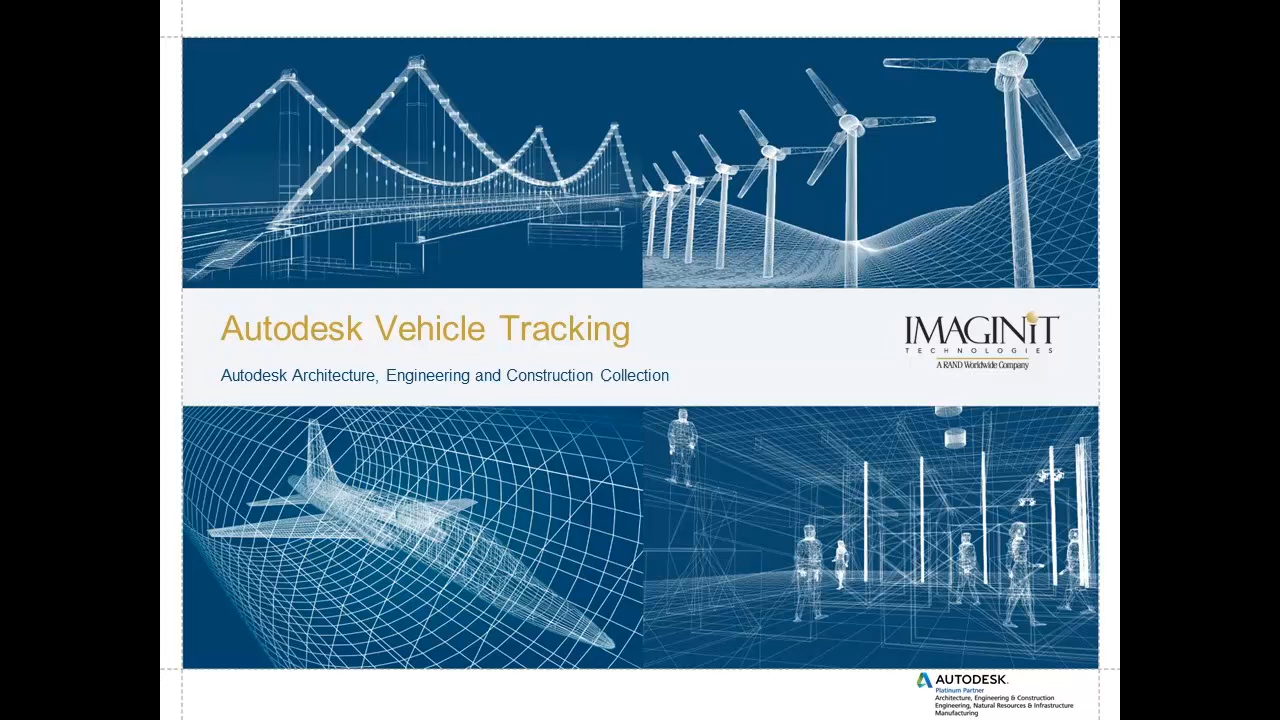 Autodesk Vehicle Tracking
Autodesk Architecture, Engineering and Construction Collection
IMAGINiT
TECHNOLOGIES
A RAND Worldwide Company
AUTODESK.
Platinum Partner
Architecture, Engineering & Construction
Engineering, Natural Resources & Infrastructure
Manufacturing